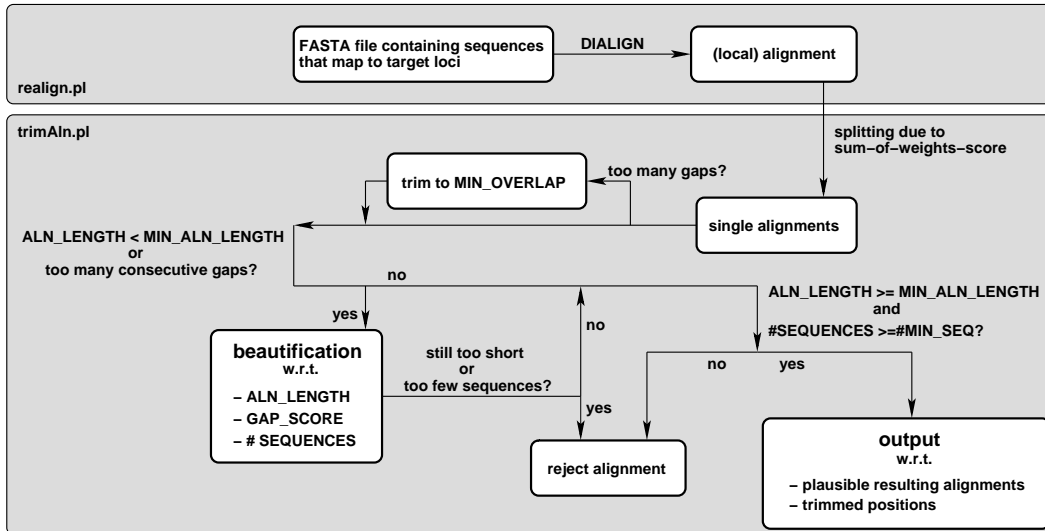 FASTA file containing sequences
that map to target loci
DIALIGN
(local) alignment
realign.pl
trimAln.pl
splitting due to
sum−of−weights−score
trim to MIN_OVERLAP
too many gaps?
single alignments
ALN_LENGTH < MIN_ALN_LENGTH
or
too many consecutive gaps?
no
yes
beautification
w.r.t.
− ALN_LENGTH
− GAP_SCORE
− # SEQUENCES
still too short
or
too few sequences?
no
yes
reject alignment
ALN_LENGTH >= MIN_ALN_LENGTH
and
#SEQUENCES >=#MIN_SEQ?
no
yes
output
w.r.t.
− plausible resulting alignments
− trimmed positions